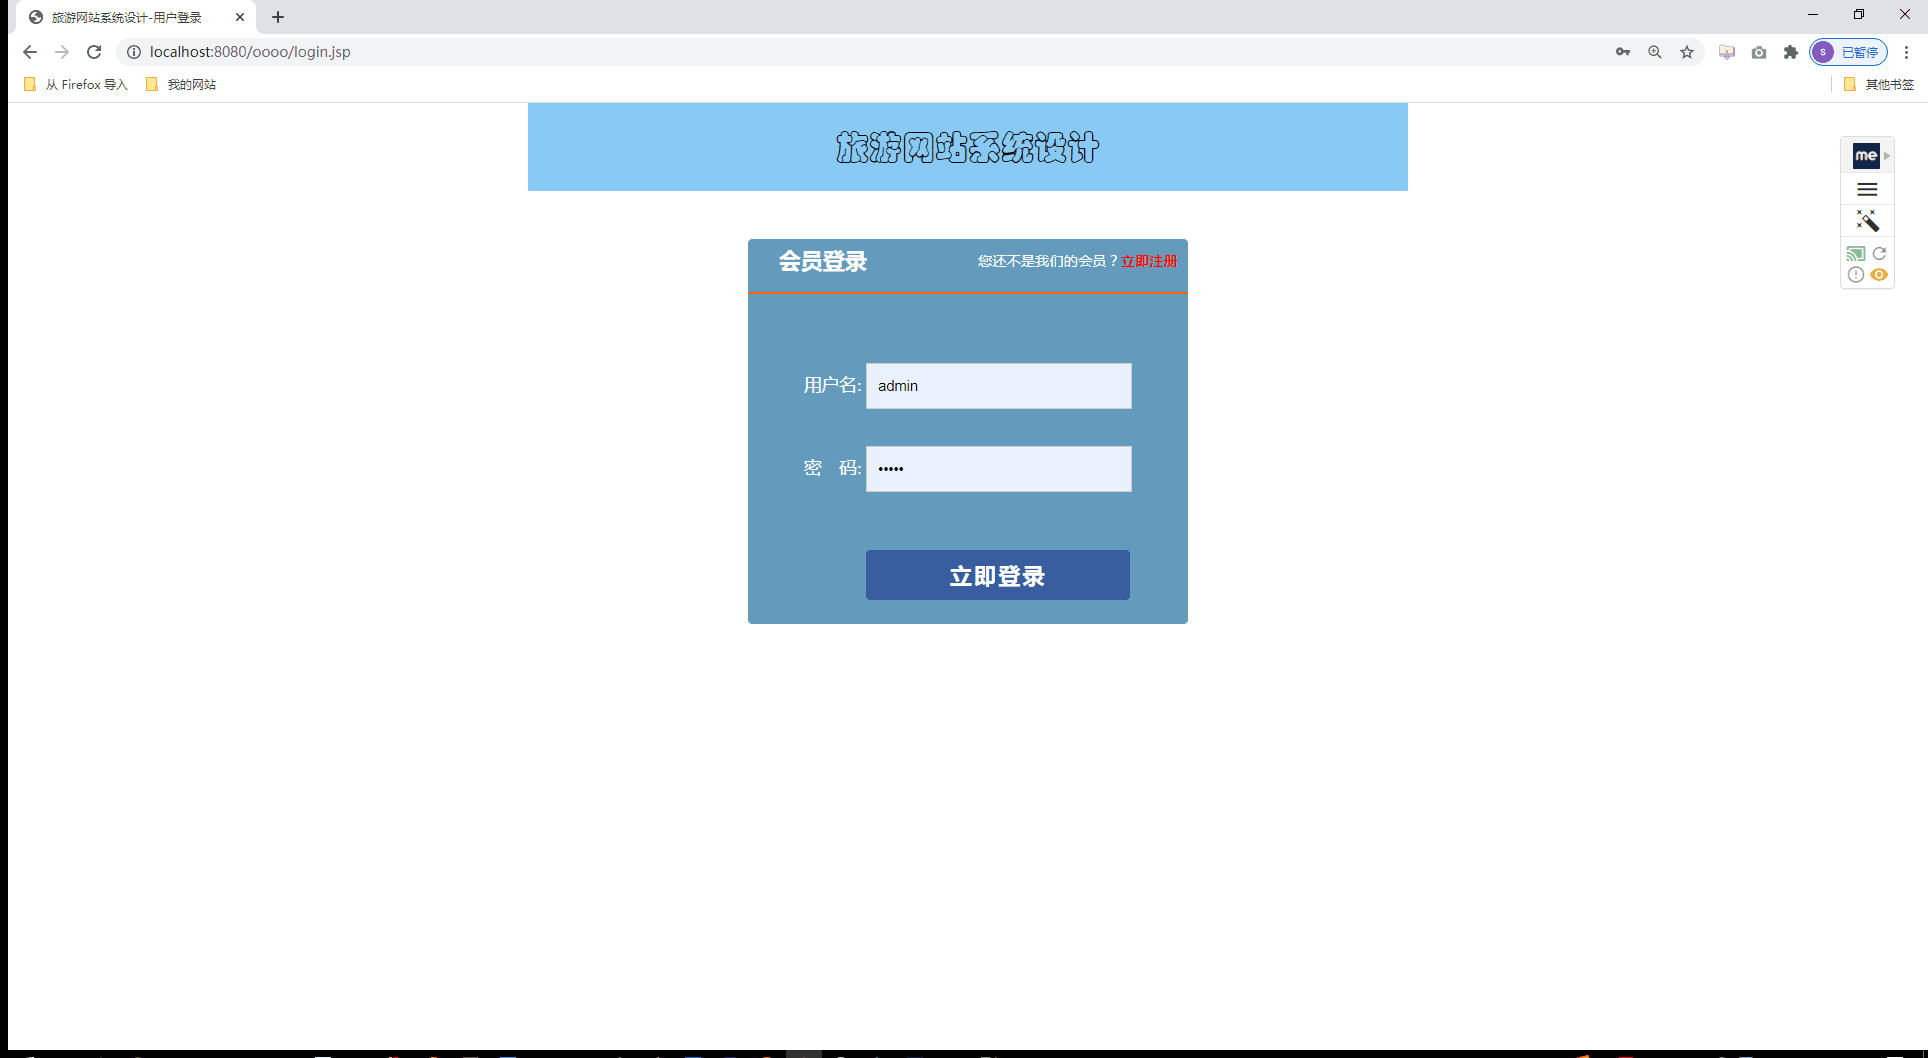 旅游网站系统设计-用户登录
localhost:8080/oooo/login.jsp
s 已暂停
从 Firefox 导入 我的网站 其他书签
旅游网站系统设计
me
会员登录 您还不是我们的会员？立即注册
用户名: admin
密 码: •••••
立即登录